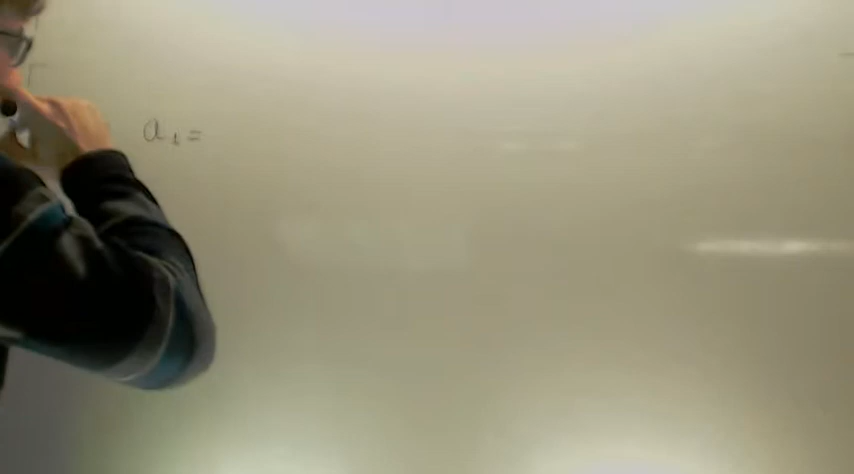 a₁ =